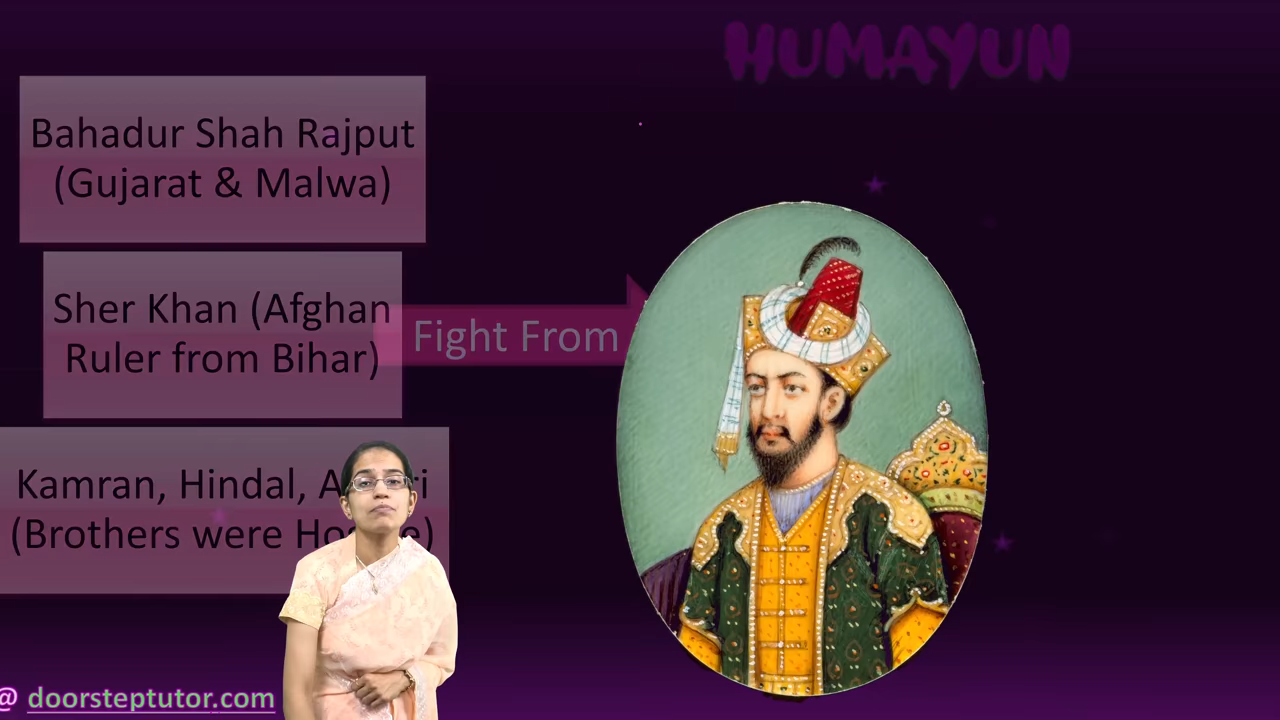 HUMAYUN
Bahadur Shah Rajput
(Gujarat & Malwa)
Sher Khan (Afghan
Ruler from Bihar)
Fight From
Kamran, Hindal,
(Brothers were
@ doorsteptutor.com